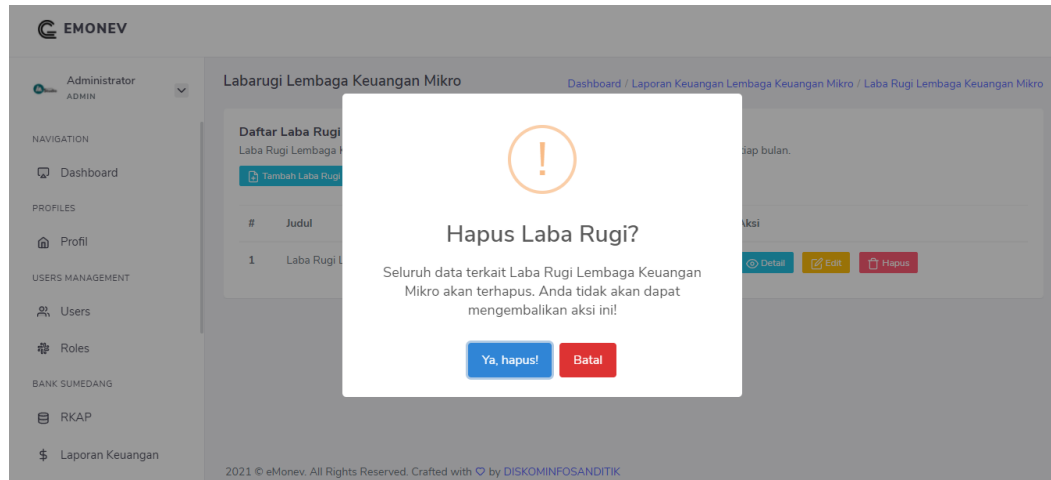 EMONEV
Administrator
ADMIN
NAVIGATION
Dashboard
PROFILES
Profil
USERS MANAGEMENT
Users
Roles
BANK SUMEDANG
RKAP
Laporan Keuangan
Labarugi Lembaga Keuangan Mikro
Dashboard / Laporan Keuangan Lembaga Keuangan Mikro / Laba Rugi Lembaga Keuangan Mikro
Daftar Laba Rugi
Laba Rugi Lembaga
tiap bulan.
Tambah Laba Rugi
# Judul
Aksi
1 Laba Rugi
Detail Edit Hapus
!
Hapus Laba Rugi?
Seluruh data terkait Laba Rugi Lembaga Keuangan
Mikro akan terhapus. Anda tidak akan dapat
mengembalikan aksi ini!
Ya, hapus! Batal
2021 © eMonev. All Rights Reserved. Crafted with ♡ by DISKOMINFOSANDITIK